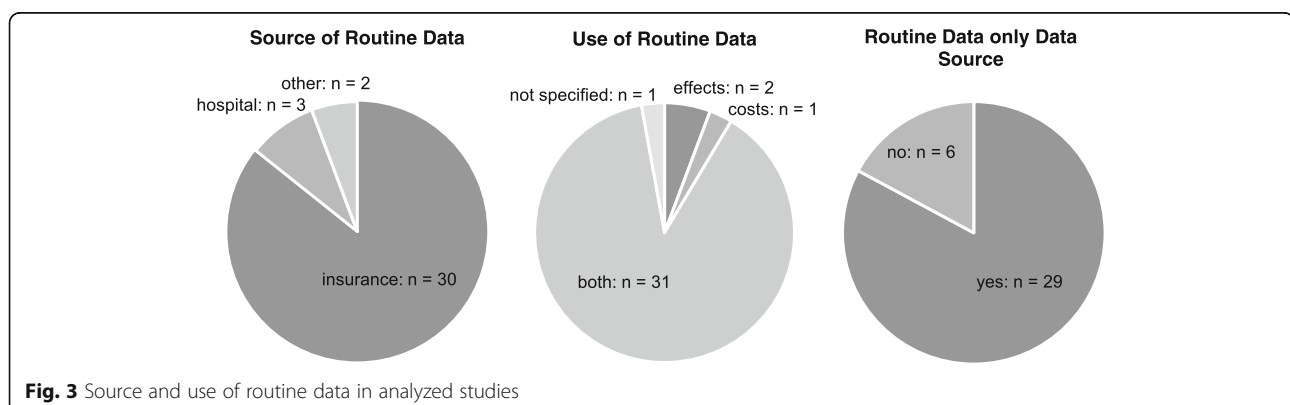 Source of Routine Data
other: n = 2
hospital: n = 3
insurance: n = 30
Use of Routine Data
effects: n = 2
not specified: n = 1
costs: n = 1
both: n = 31
Routine Data only Data
Source
no: n = 6
yes: n = 29
Fig. 3 Source and use of routine data in analyzed studies